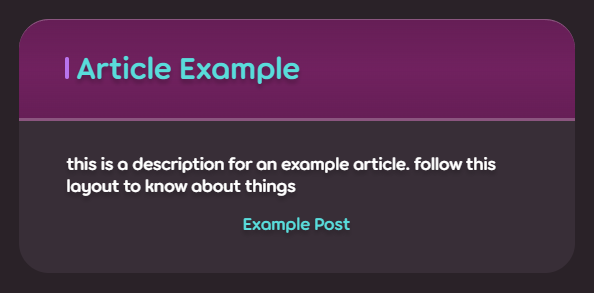 Article Example
this is a description for an example article. follow this
layout to know about things
Example Post